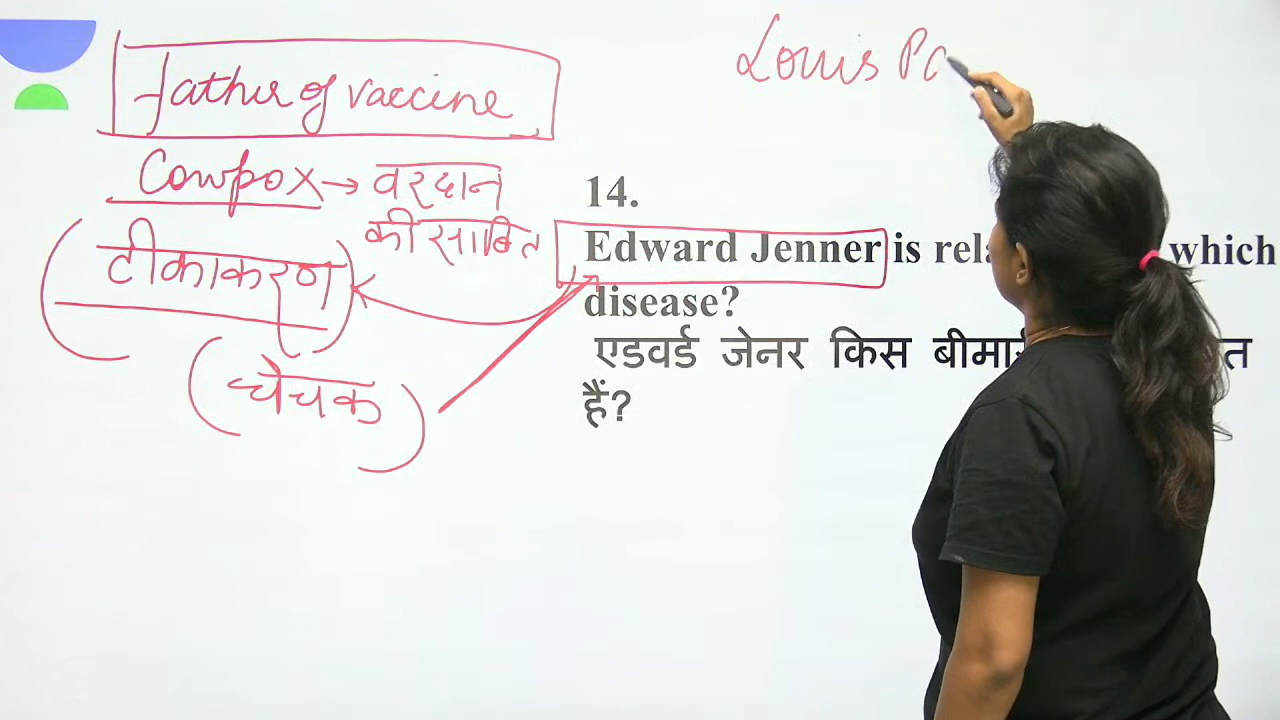 Father of vaccine
Cowpox → वरदान
की साबित
टीकाकरण
चेचक
Louis Pa
14.
Edward Jenner is rel which
disease?
एडवर्ड जेनर किस बीमा त
हैं?